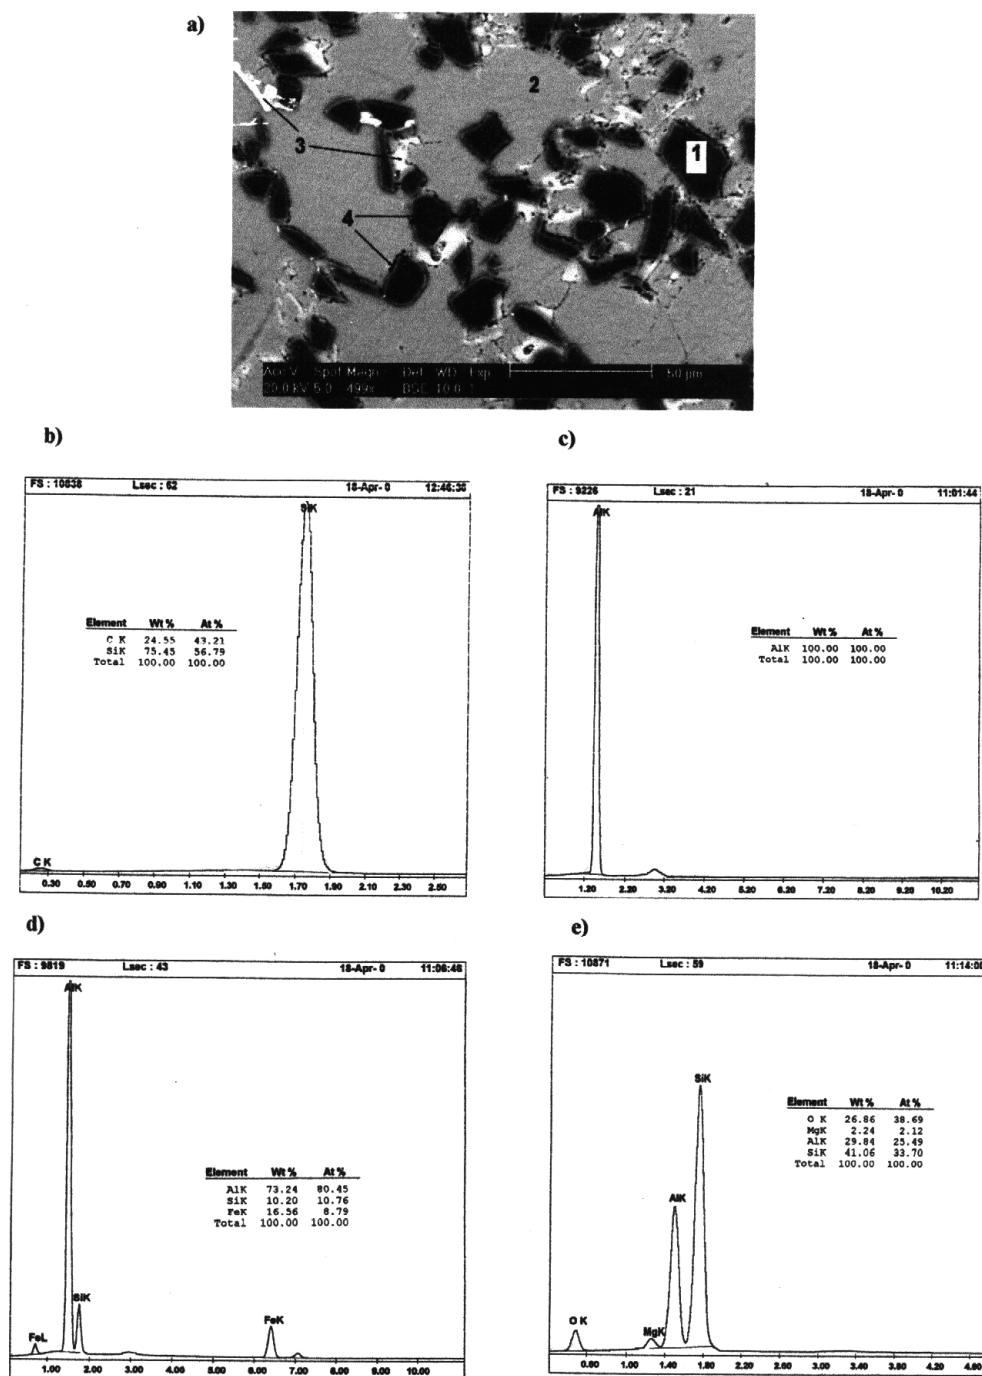 a)
2
1
3
4
Acc.V Spot Magn Det WD Exp 50 µm
20.0 kV 5.0 499x BSE 10.0 1
b)
c)
FS : 10838 Lsec : 62 18-Apr- 0 12:46:36
SiK
Element Wt % At %
C K 24.55 43.21
SiK 75.45 56.79
Total 100.00 100.00
C K
0.30 0.50 0.70 0.90 1.10 1.30 1.50 1.70 1.90 2.10 2.30 2.50
FS : 9226 Lsec : 21 18-Apr- 0 11:01:44
AlK
Element Wt % At %
AlK 100.00 100.00
Total 100.00 100.00
1.20 2.20 3.20 4.20 5.20 6.20 7.20 8.20 9.20 10.20
d)
e)
FS : 9819 Lsec : 43 18-Apr- 0 11:06:46
AlK
Element Wt % At %
AlK 73.24 80.45
SiK 10.20 10.76
FeK 16.56 8.79
Total 100.00 100.00
SiK
FeK
FeL
1.00 2.00 3.00 4.00 5.00 6.00 7.00 8.00 9.00 10.00
FS : 10871 Lsec : 59 18-Apr- 0
SiK
Element Wt % At %
O K 26.86 38.69
MgK 2.24 2.12
AlK 29.84 25.49
SiK 41.06 33.70
Total 100.00 100.00
AlK
O K
MgK
0.60 1.00 1.40 1.80 2.20 2.60 3.00 3.40 3.80 4.20 4.60